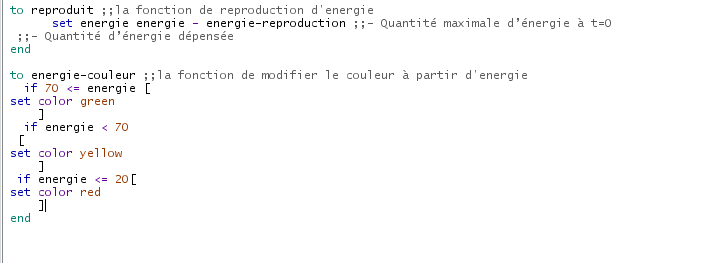 to reproduit ;;la fonction de reproduction d'energie
set energie energie - energie-reproduction ;;- Quantité maximale d'énergie à t=0
;;- Quantité d'énergie dépensée
end
to energie-couleur ;;la fonction de modifier le couleur à partir d'energie
if 70 <= energie [
set color green
]
if energie < 70
[
set color yellow
]
if energie <= 20[
set color red
]
end